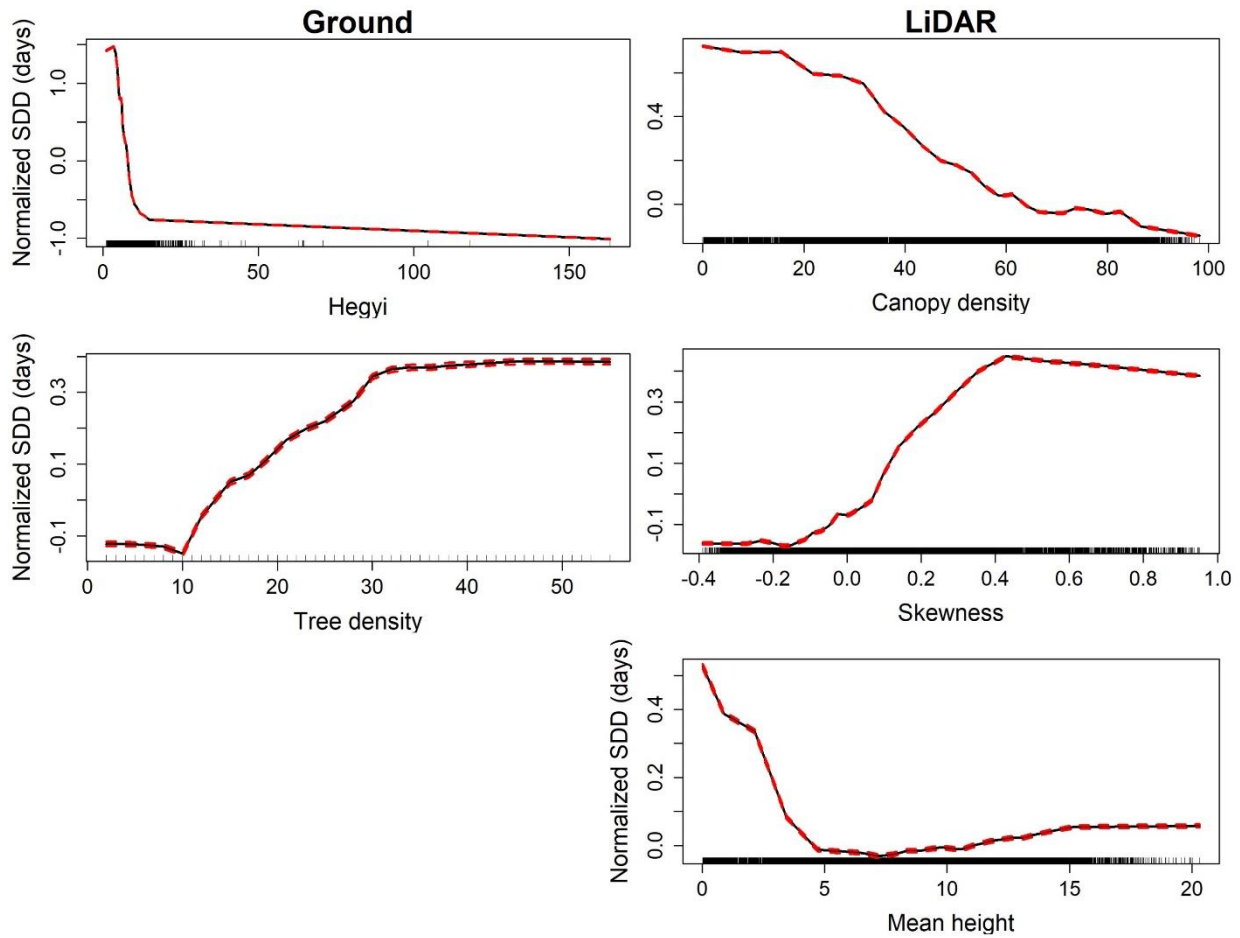 Ground
LiDAR
Normalized SDD (days)
1.0
0.0
-1.0
0 50 100 150
Hegyi
0.4
0.0
0 20 40 60 80 100
Canopy density
Normalized SDD (days)
0.3
0.1
-0.1
0 10 20 30 40 50
Tree density
0.3
0.1
-0.1
-0.4 -0.2 0.0 0.2 0.4 0.6 0.8 1.0
Skewness
Normalized SDD (days)
0.4
0.2
0.0
0 5 10 15 20
Mean height